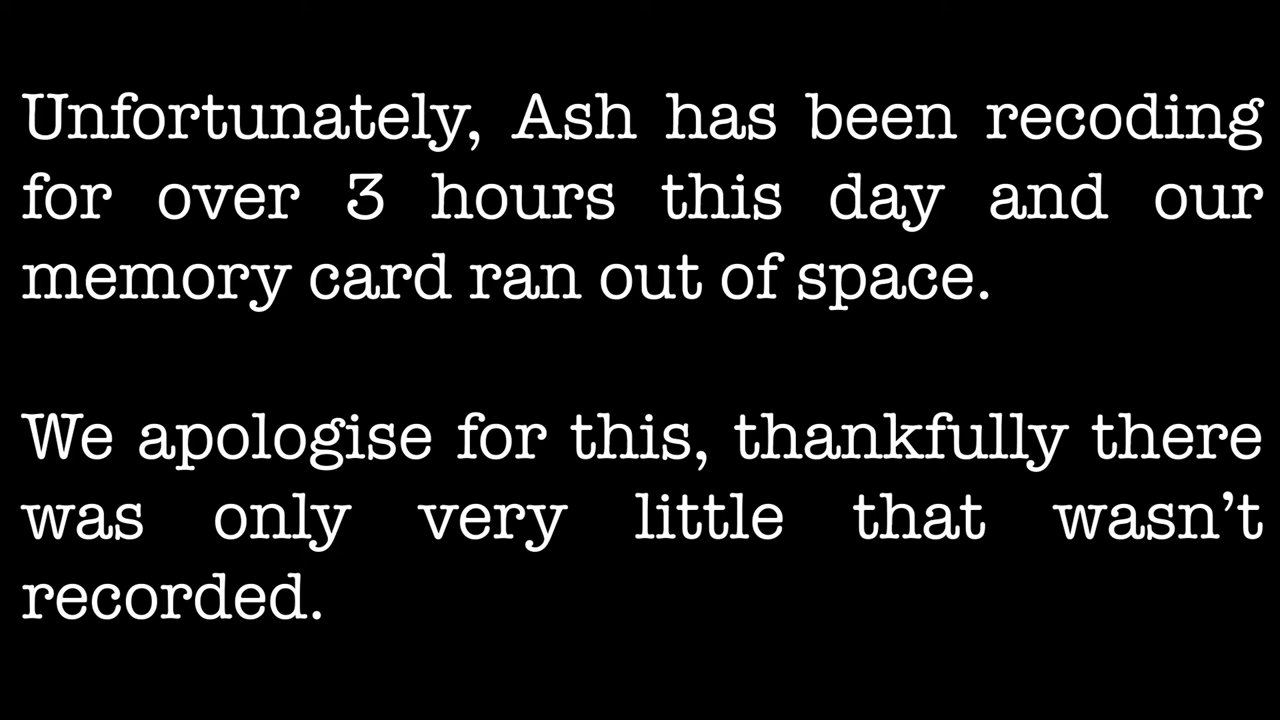 Unfortunately, Ash has been recoding
for over 3 hours this day and our
memory card ran out of space.
We apologise for this, thankfully there
was only very little that wasn’t
recorded.